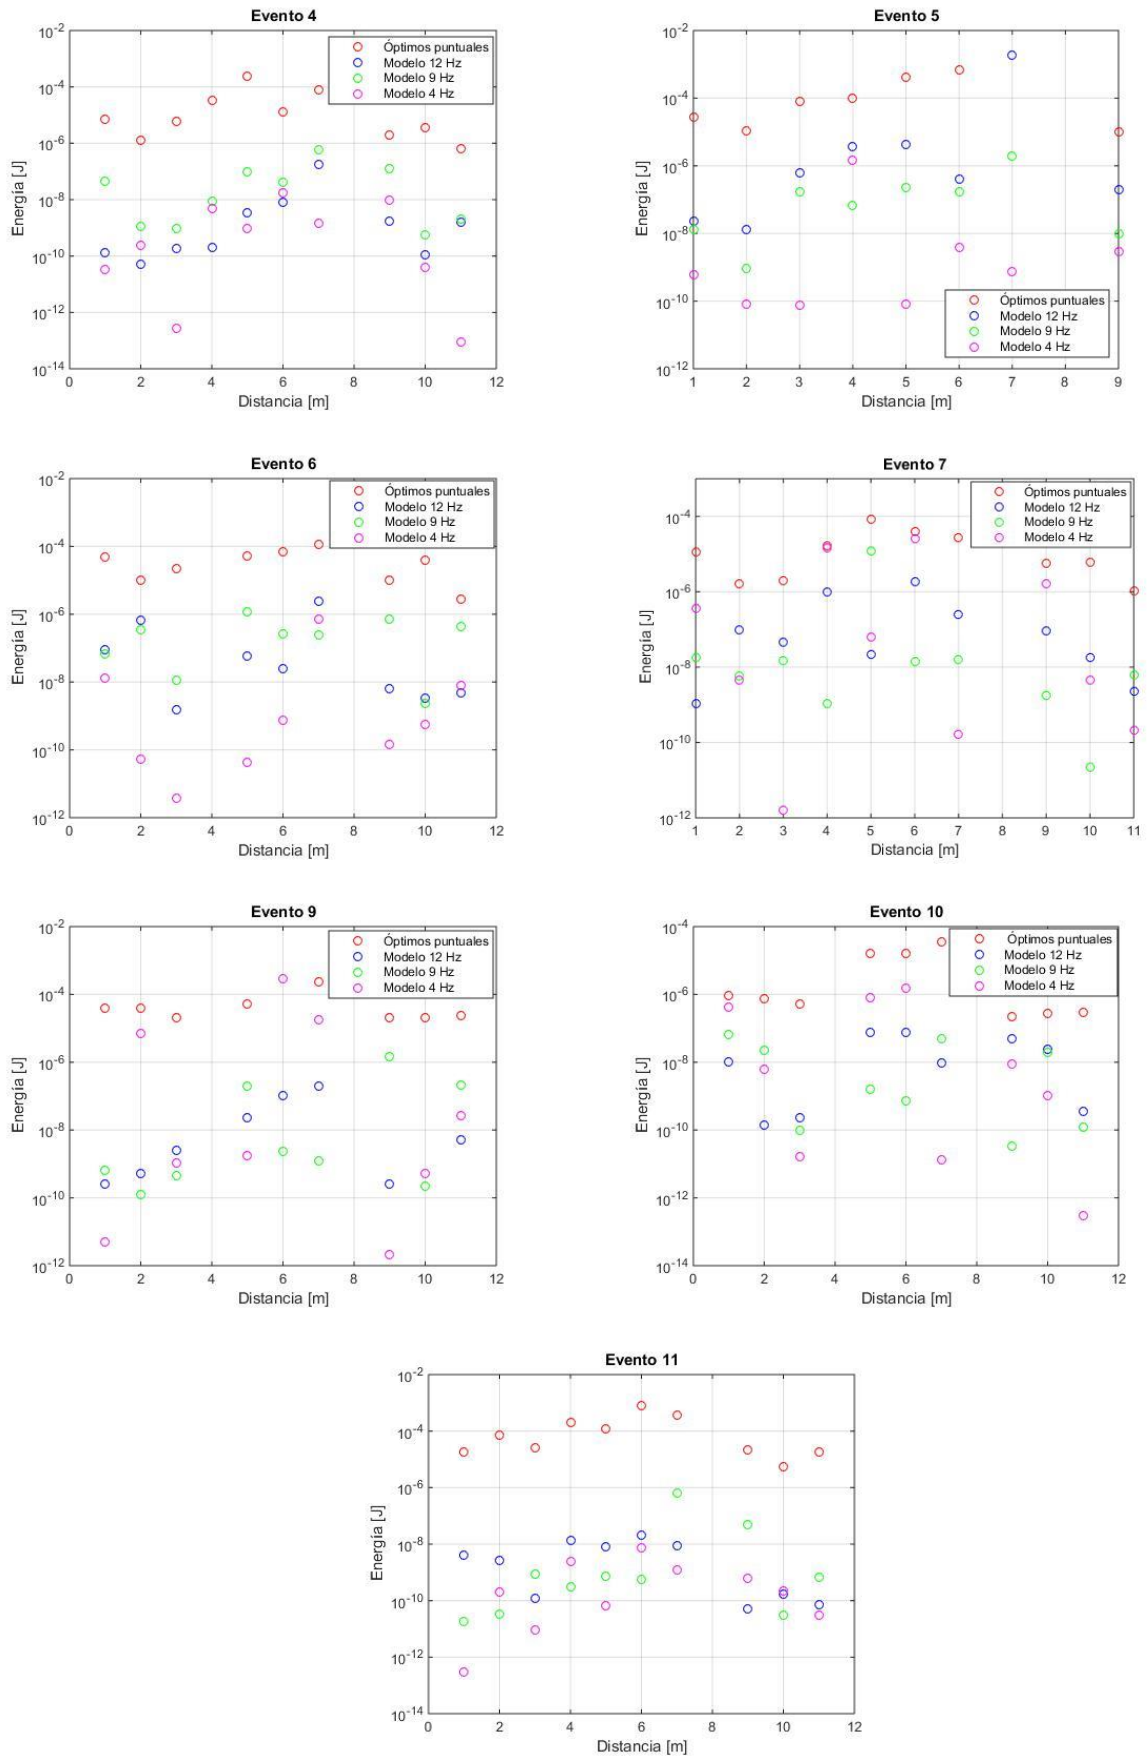 Evento 4
10-2
10-4
10-6
10-8
10-10
10-12
10-14
Energía [J]
Óptimos puntuales
Modelo 12 Hz
Modelo 9 Hz
Modelo 4 Hz
0 2 4 6 8 10 12
Distancia [m]
Evento 5
10-2
10-4
10-6
10-8
10-10
10-12
Energía [J]
Óptimos puntuales
Modelo 12 Hz
Modelo 9 Hz
Modelo 4 Hz
1 2 3 4 5 6 7 8 9
Distancia [m]
Evento 6
10-2
10-4
10-6
10-8
10-10
10-12
Energía [J]
Óptimos puntuales
Modelo 12 Hz
Modelo 9 Hz
Modelo 4 Hz
0 2 4 6 8 10 12
Distancia [m]
Evento 7
10-4
10-6
10-8
10-10
10-12
Energía [J]
Óptimos puntuales
Modelo 12 Hz
Modelo 9 Hz
Modelo 4 Hz
1 2 3 4 5 6 7 8 9 10 11
Distancia [m]
Evento 9
10-2
10-4
10-6
10-8
10-10
10-12
Energía [J]
Óptimos puntuales
Modelo 12 Hz
Modelo 9 Hz
Modelo 4 Hz
0 2 4 6 8 10 12
Distancia [m]
Evento 10
10-4
10-6
10-8
10-10
10-12
10-14
Energía [J]
Óptimos puntuales
Modelo 12 Hz
Modelo 9 Hz
Modelo 4 Hz
0 2 4 6 8 10 12
Distancia [m]
Evento 11
10-2
10-4
10-6
10-8
10-10
10-12
10-14
Energía [J]
0 2 4 6 8 10 12
Distancia [m]